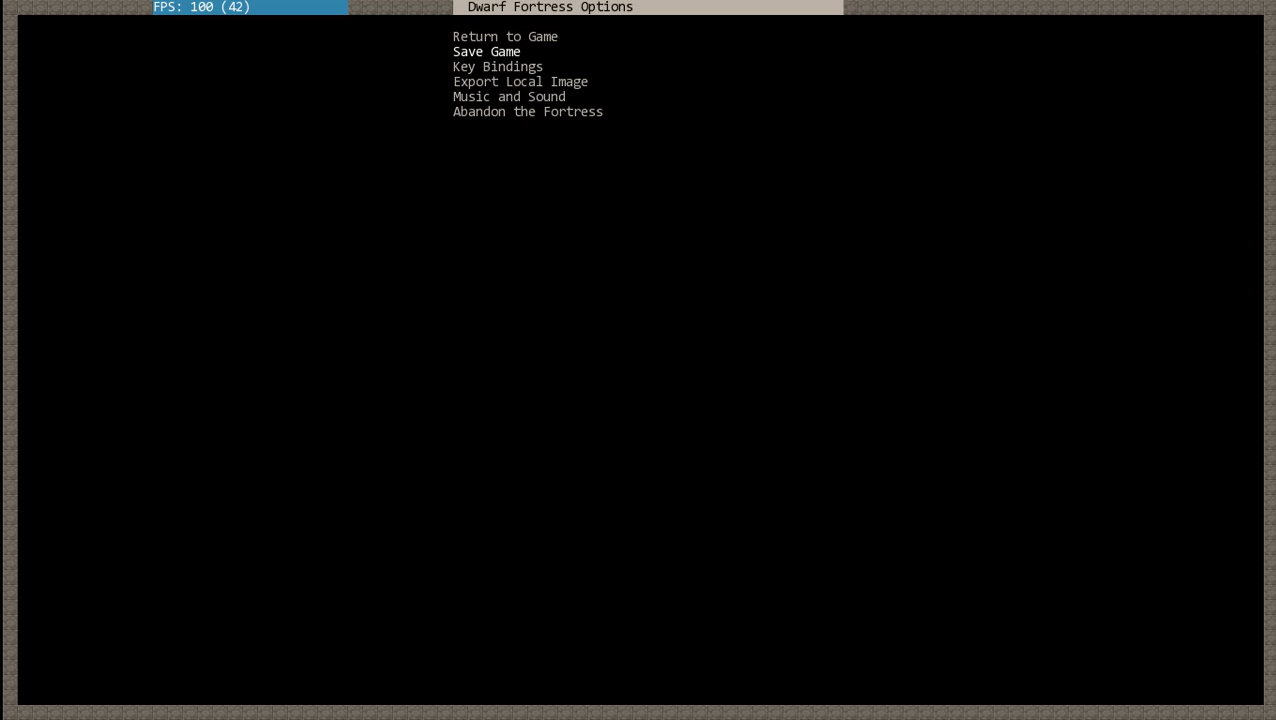 FPS: 100 (42)
Dwarf Fortress Options
Return to Game
Save Game
Key Bindings
Export Local Image
Music and Sound
Abandon the Fortress